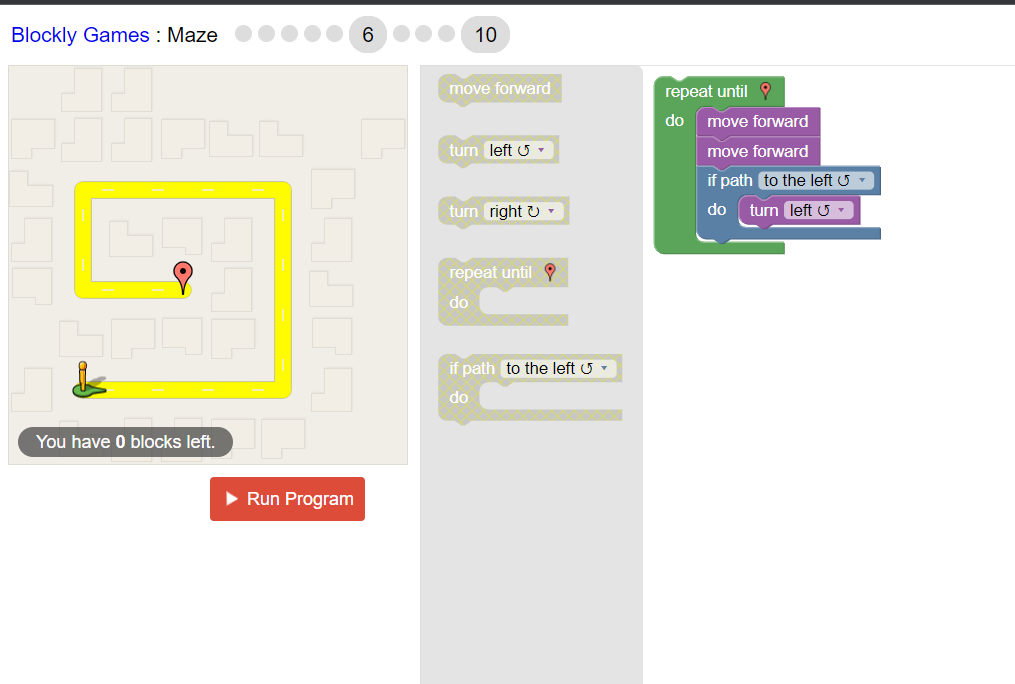 Blockly Games : Maze 6 10
You have 0 blocks left.
Run Program
move forward
turn left ↺
turn right ↻
repeat until
do
if path to the left ↺
do
repeat until
do move forward
move forward
if path to the left ↺
do turn left ↺